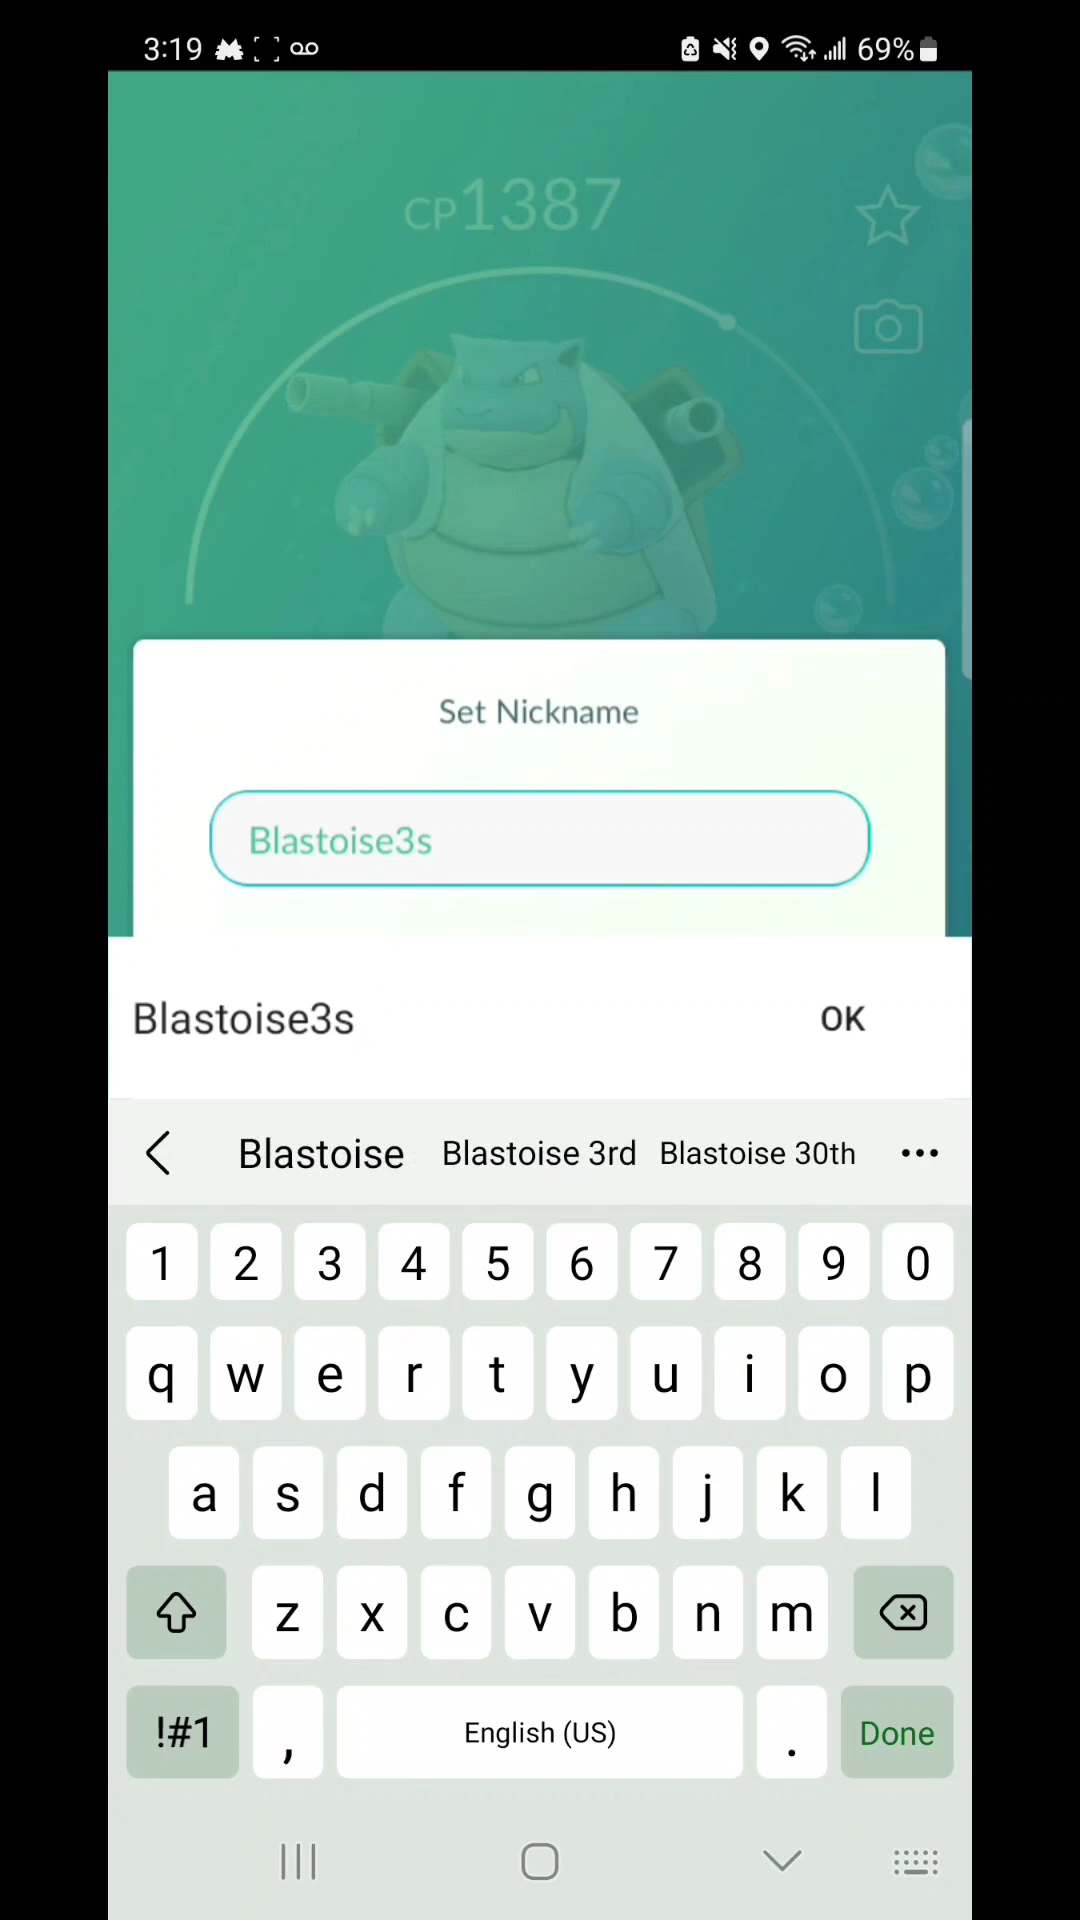 3:19 69%
CP1387
Set Nickname
Blastoise3s
Blastoise3s OK
Blastoise Blastoise 3rd Blastoise 30th
1 2 3 4 5 6 7 8 9 0
q w e r t y u i o p
a s d f g h j k l
z x c v b n m
!#1 , English (US) . Done